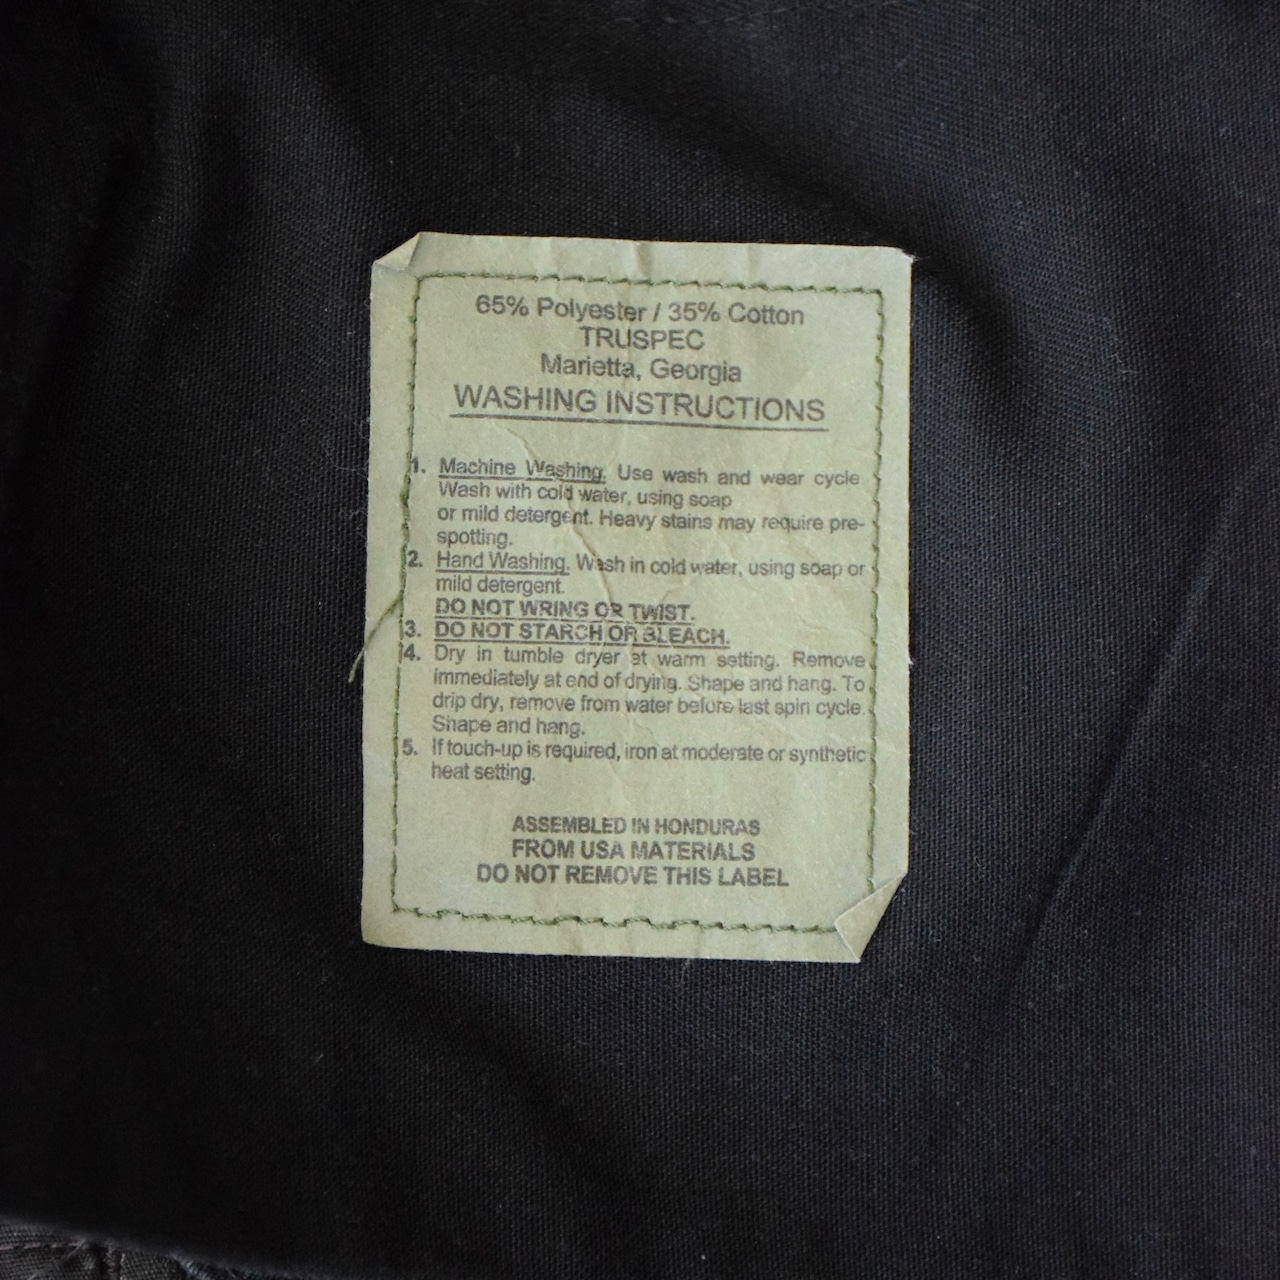 65% Polyester / 35% Cotton
TRUSPEC
Marietta, Georgia
WASHING INSTRUCTIONS
1. Machine Washing. Use wash and wear cycle.
Wash with cold water, using soap
or mild detergent. Heavy stains may require pre-
spotting.
2. Hand Washing. Wash in cold water, using soap or
mild detergent.
DO NOT WRING OR TWIST.
3. DO NOT STARCH OR BLEACH.
4. Dry in tumble dryer at warm setting. Remove
immediately at end of drying. Shape and hang. To
drip dry, remove from water before last spin cycle.
Shape and hang.
5. If touch-up is required, iron at moderate or synthetic
heat setting.
ASSEMBLED IN HONDURAS
FROM USA MATERIALS
DO NOT REMOVE THIS LABEL